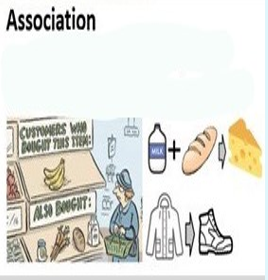 Association
CUSTOMERS WHO
BOUGHT THIS ITEM:
ALSO BOUGHT:
MILK